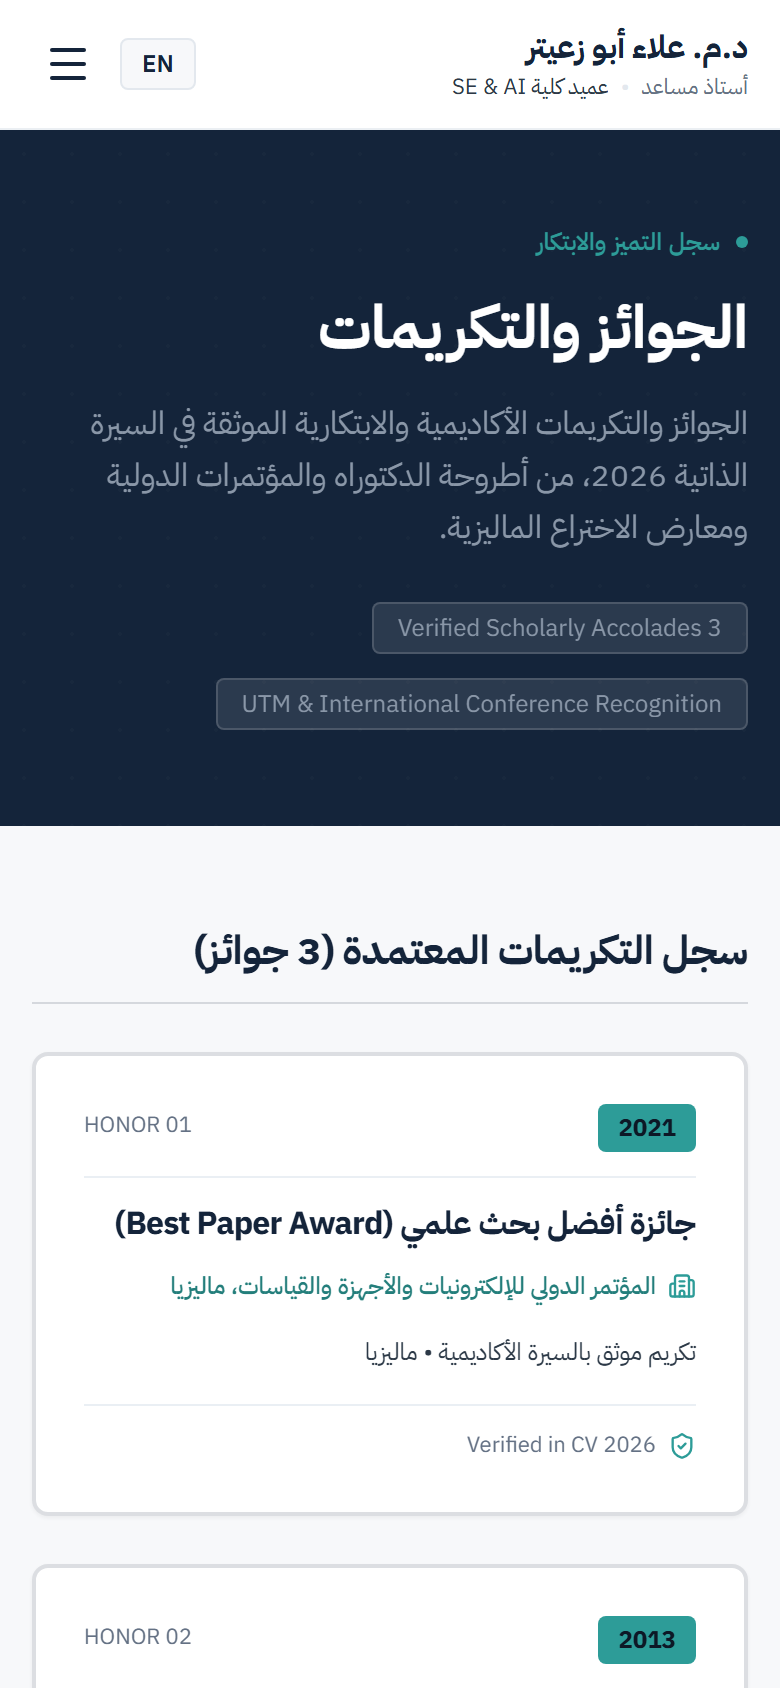 د.م. علاء أبو زعيتر
أستاذ مساعد • عميد كلية SE & AI
EN
سجل التميز والابتكار
الجوائز والتكريمات
الجوائز والتكريمات الأكاديمية والابتكارية الموثقة في السيرة
الذاتية 2026، من أطروحة الدكتوراه والمؤتمرات الدولية
ومعارض الاختراع الماليزية.
Verified Scholarly Accolades 3
UTM & International Conference Recognition
سجل التكريمات المعتمدة (3 جوائز)
2021
HONOR 01
جائزة أفضل بحث علمي (Best Paper Award)
المؤتمر الدولي للإلكترونيات والأجهزة والقياسات، ماليزيا
تكريم موثق بالسيرة الأكاديمية • ماليزيا
Verified in CV 2026
2013
HONOR 02